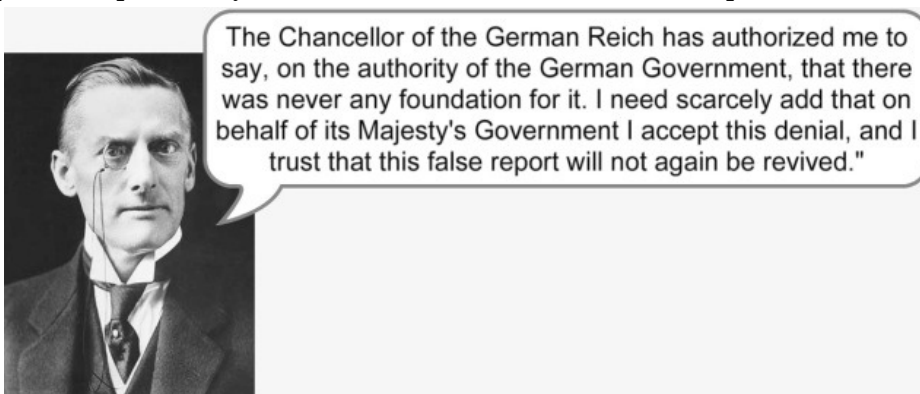 The Chancellor of the German Reich has authorized me to
say, on the authority of the German Government, that there
was never any foundation for it. I need scarcely add that on
behalf of its Majesty's Government I accept this denial, and I
trust that this false report will not again be revived."